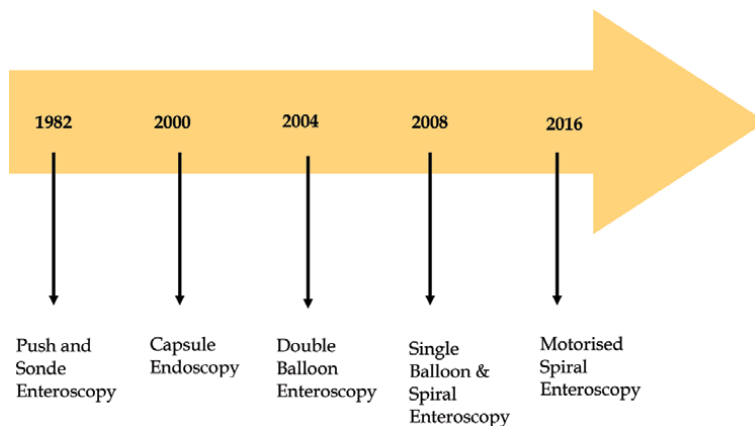 1982
2000
2004
2008
2016
Push and
Sonde
Enteroscopy
Capsule
Endoscopy
Double
Balloon
Enteroscopy
Single
Balloon &
Spiral
Enteroscopy
Motorised
Spiral
Enteroscopy